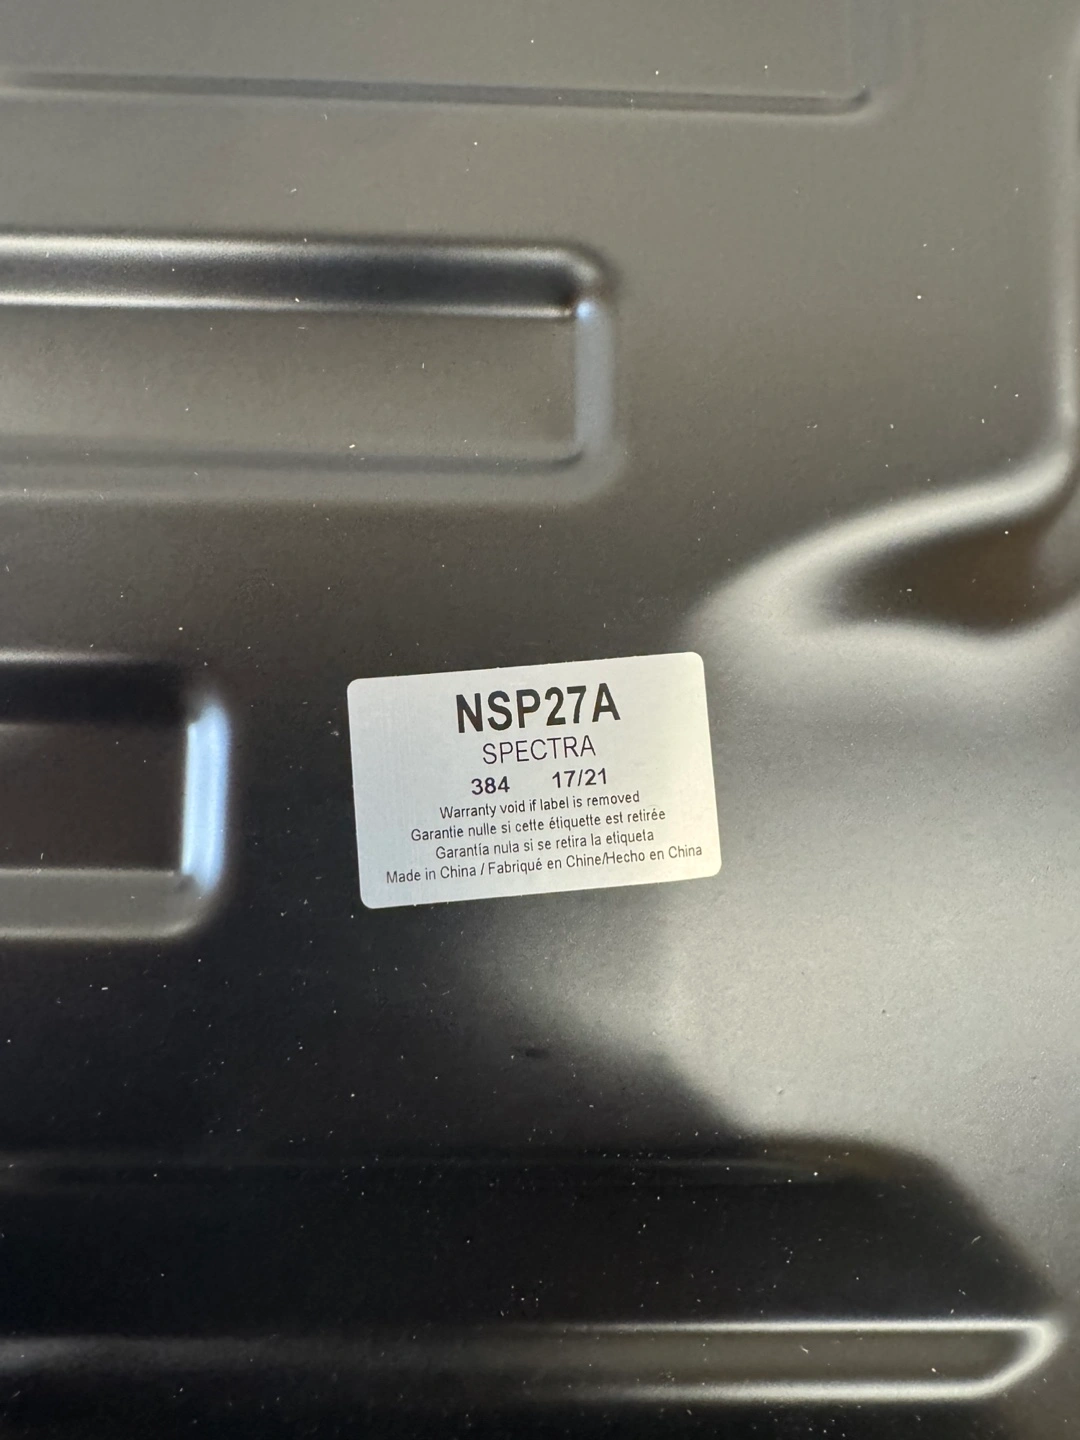 NSP27A
SPECTRA
384 17/21
Warranty void if label is removed
Garantie nulle si cette étiquette est retirée
Garantía nula si se retira la etiqueta
Made in China / Fabriqué en Chine/Hecho en China